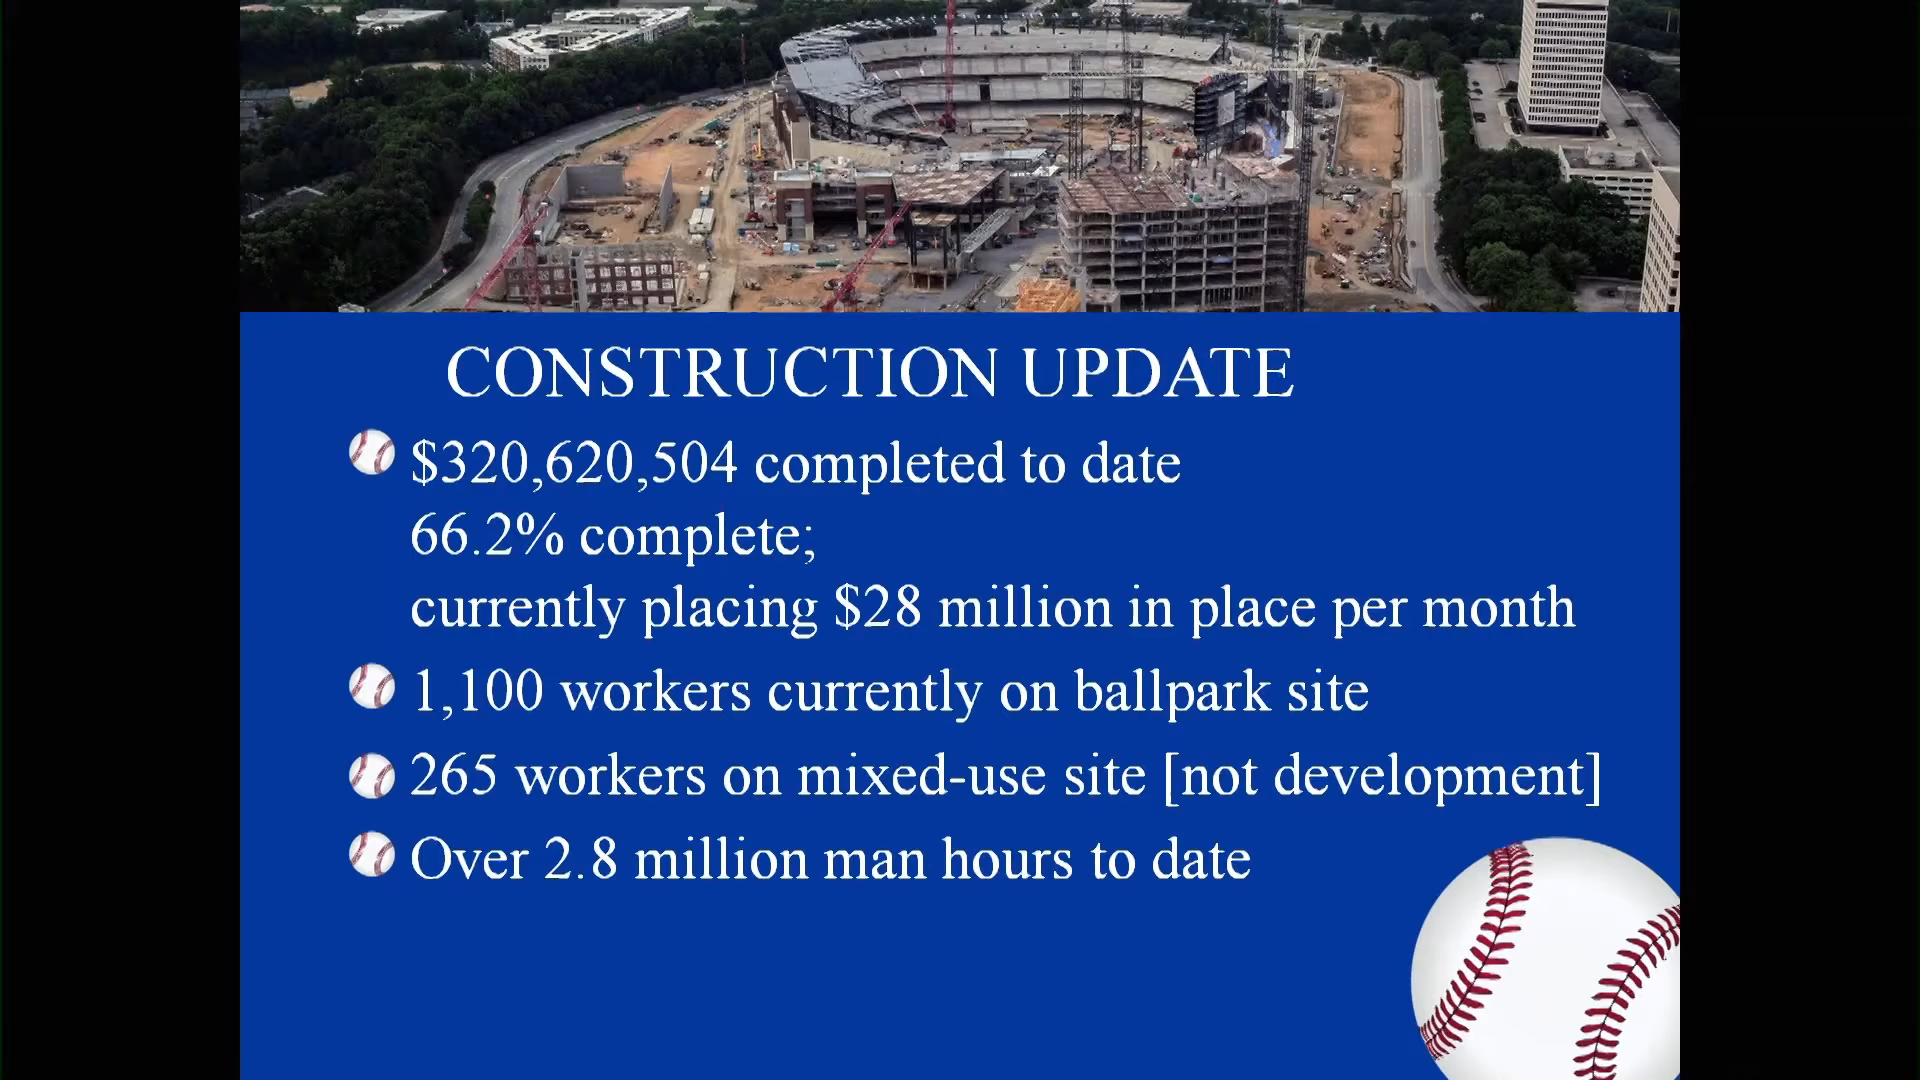 CONSTRUCTION UPDATE
$320,620,504 completed to date
66.2% complete;
currently placing $28 million in place per month
1,100 workers currently on ballpark site
265 workers on mixed-use site [not development]
Over 2.8 million man hours to date